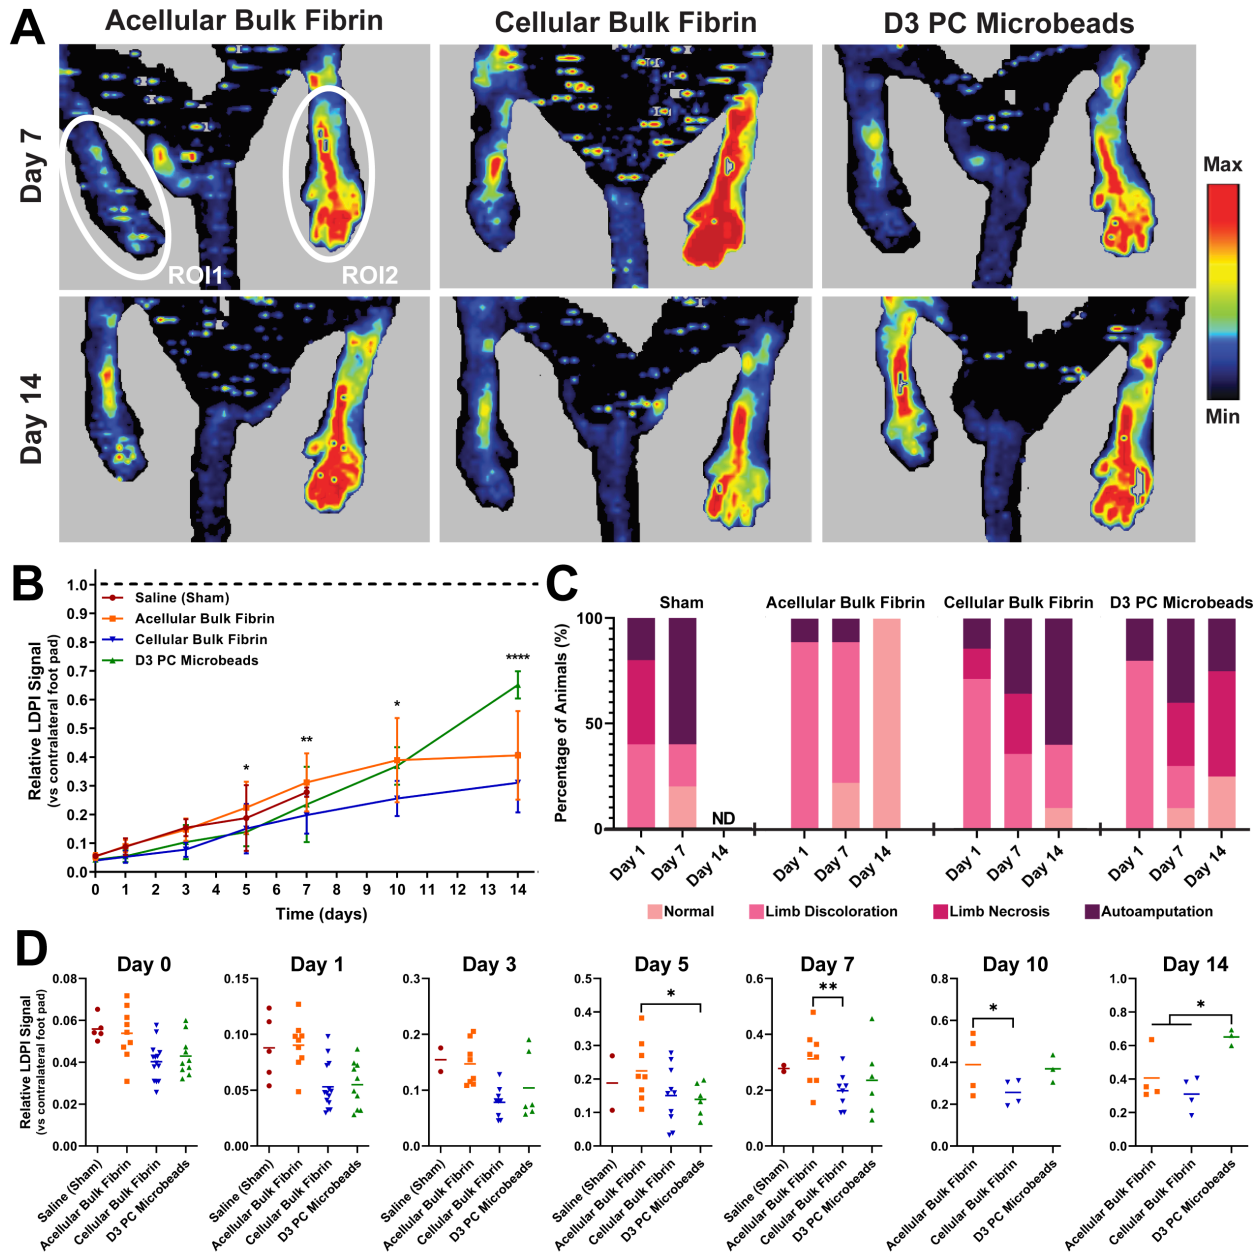 A
Acellular Bulk Fibrin
Cellular Bulk Fibrin
D3 PC Microbeads
Day 7
ROI1
ROI2
Max
Min
Day 14
B
Relative LDPI Signal
(vs contralateral foot pad)
1.0
0.9
0.8
0.7
0.6
0.5
0.4
0.3
0.2
0.1
0.0
Saline (Sham)
Acellular Bulk Fibrin
Cellular Bulk Fibrin
D3 PC Microbeads
*
**
*
****
0 1 2 3 4 5 6 7 8 9 10 11 12 13 14
Time (days)
C
Sham
Acellular Bulk Fibrin
Cellular Bulk Fibrin
D3 PC Microbeads
Percentage of Animals (%)
100
50
0
ND
Day 1
Day 7
Day 14
Day 1
Day 7
Day 14
Day 1
Day 7
Day 14
Day 1
Day 7
Day 14
Normal
Limb Discoloration
Limb Necrosis
Autoamputation
D
Relative LDPI Signal
(vs contralateral foot pad)
Day 0
0.08
0.06
0.04
0.02
0.00
Saline (Sham)
Acellular Bulk Fibrin
Cellular Bulk Fibrin
D3 PC Microbeads
Day 1
0.15
0.10
0.05
0.00
Saline (Sham)
Acellular Bulk Fibrin
Cellular Bulk Fibrin
D3 PC Microbeads
Day 3
0.3
0.2
0.1
0.0
Saline (Sham)
Acellular Bulk Fibrin
Cellular Bulk Fibrin
D3 PC Microbeads
Day 5
0.5
0.4
0.3
0.2
0.1
0.0
*
Saline (Sham)
Acellular Bulk Fibrin
Cellular Bulk Fibrin
D3 PC Microbeads
Day 7
0.6
0.4
0.2
0.0
**
Saline (Sham)
Acellular Bulk Fibrin
Cellular Bulk Fibrin
D3 PC Microbeads
Day 10
0.8
0.6
0.4
0.2
0.0
*
Acellular Bulk Fibrin
Cellular Bulk Fibrin
D3 PC Microbeads
Day 14
1.0
0.8
0.6
0.4
0.2
0.0
*
Acellular Bulk Fibrin
Cellular Bulk Fibrin
D3 PC Microbeads